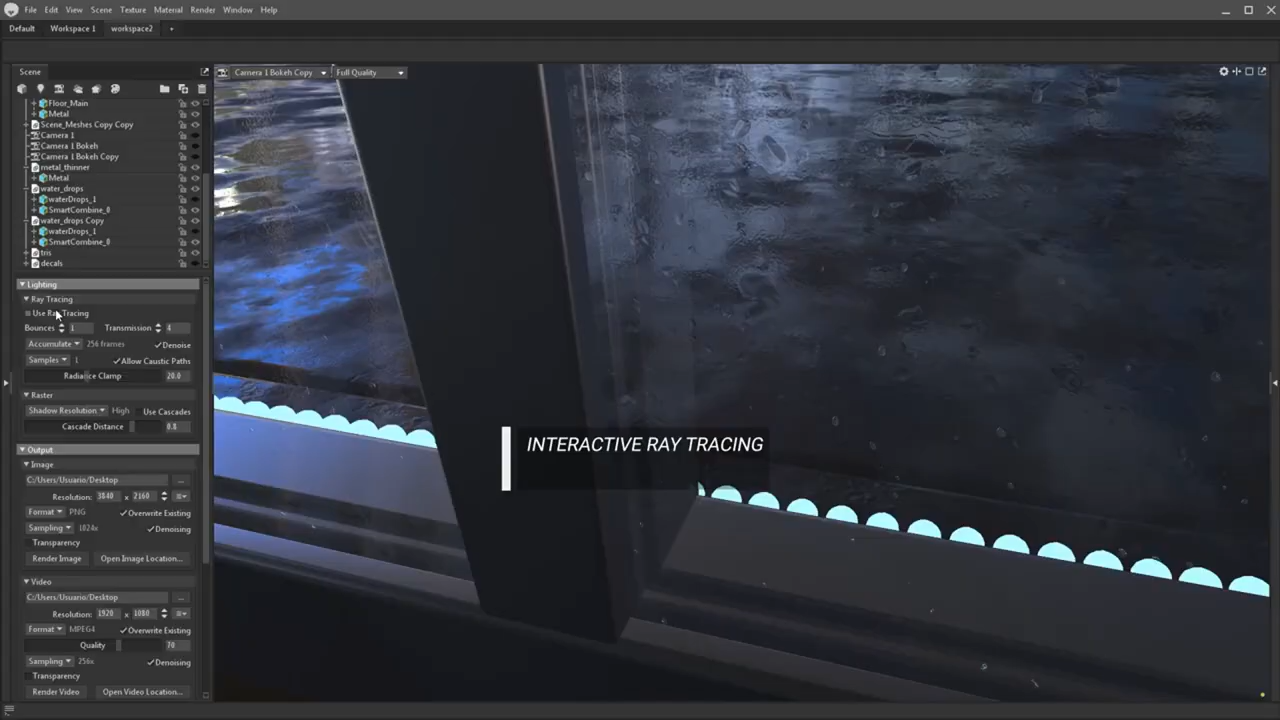 File Edit View Scene Texture Material Render Window Help
Default Workspace 1 workspace2 +
Scene
Camera 1 Bokeh Copy Full Quality
Floor_Main
Metal
Scene_Meshes Copy Copy
Camera 1
Camera 1 Bokeh
Camera 1 Bokeh Copy
metal_thinner
Metal
water_drops
waterDrops_1
SmartCombine_0
water_drops Copy
waterDrops_1
SmartCombine_0
decals
Lighting
Ray Tracing
Use Ray Tracing
Bounces 1 Transmission 4
Accumulate 256 frames Denoise
Samples 1 Allow Caustic Paths
Radiance Clamp 20.0
Raster
Shadow Resolution High Use Cascades
Cascade Distance 0.8
Output
Image
C:/Users/Usuario/Desktop ...
Resolution: 3840 x 2160
Format PNG Overwrite Existing
Sampling 1024x Denoising
Transparency
Render Image Open Image Location...
Video
C:/Users/Usuario/Desktop ...
Resolution: 1920 x 1080
Format MPEG4 Overwrite Existing
Quality 70
Sampling 256x Denoising
Transparency
Render Video Open Video Location...
INTERACTIVE RAY TRACING